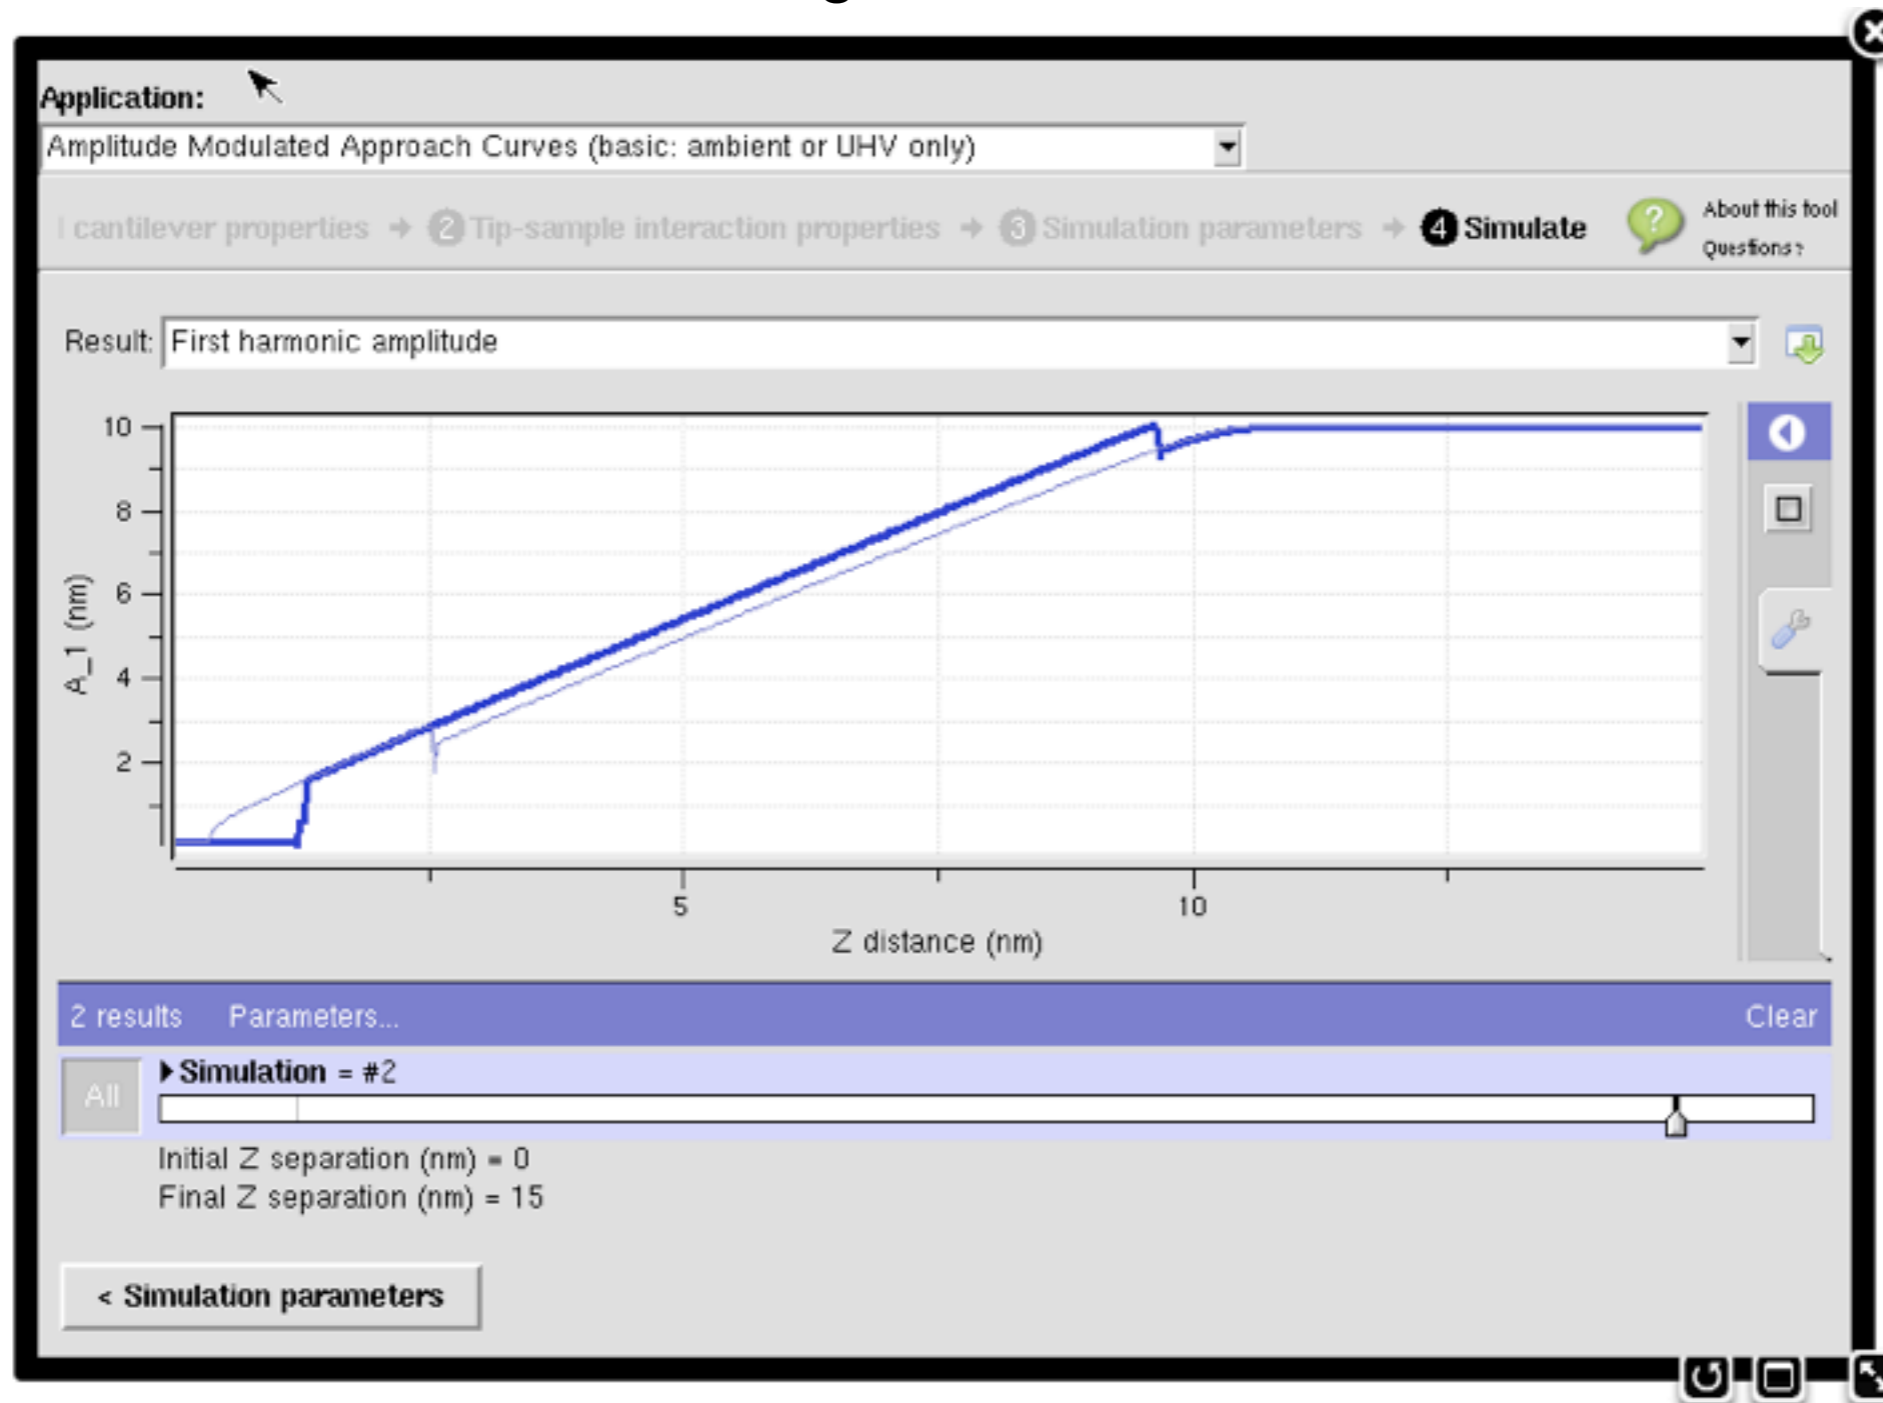 Application:
Amplitude Modulated Approach Curves (basic: ambient or UHV only)
cantilever properties → 2 Tip-sample interaction properties → 3 Simulation parameters → 4 Simulate
? About this tool
Questions?
Result: First harmonic amplitude
10
8
6
4
2
A_1 (nm)
5 10
Z distance (nm)
2 results Parameters... Clear
All
Simulation = #2
Initial Z separation (nm) = 0
Final Z separation (nm) = 15
< Simulation parameters